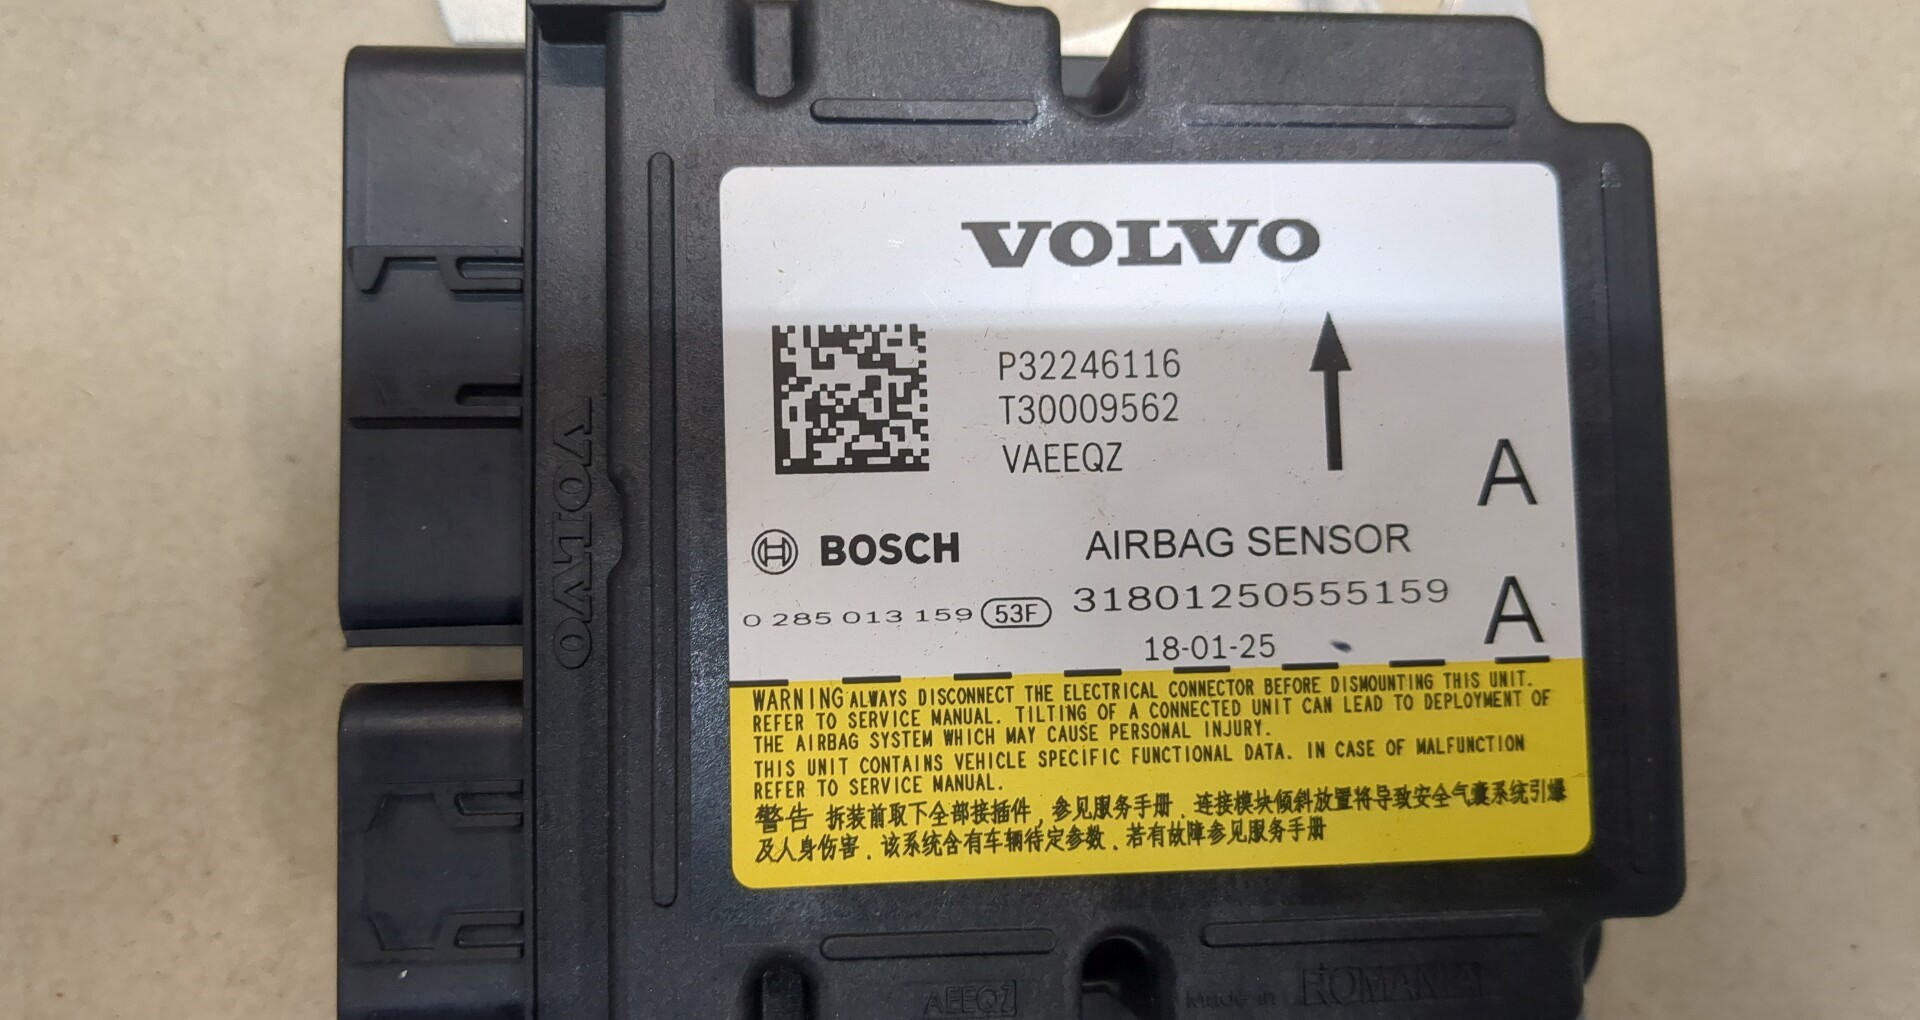 VOLVO
P32246116
T30009562
VAEEQZ
A
BOSCH
AIRBAG SENSOR
0 285 013 159 53F
31801250555159
A
18-01-25
WARNING ALWAYS DISCONNECT THE ELECTRICAL CONNECTOR BEFORE DISMOUNTING THIS UNIT.
REFER TO SERVICE MANUAL. TILTING OF A CONNECTED UNIT CAN LEAD TO DEPLOYMENT OF
THE AIRBAG SYSTEM WHICH MAY CAUSE PERSONAL INJURY.
THIS UNIT CONTAINS VEHICLE SPECIFIC FUNCTIONAL DATA. IN CASE OF MALFUNCTION
REFER TO SERVICE MANUAL.
警告 拆装前取下全部接插件，参见服务手册．连接模块倾斜放置将导致安全气囊系统引爆
及人身伤害．该系统含有车辆待定参数．若有故障参见服务手册
VOLVO
AEEQZ
Made in ROMANIA